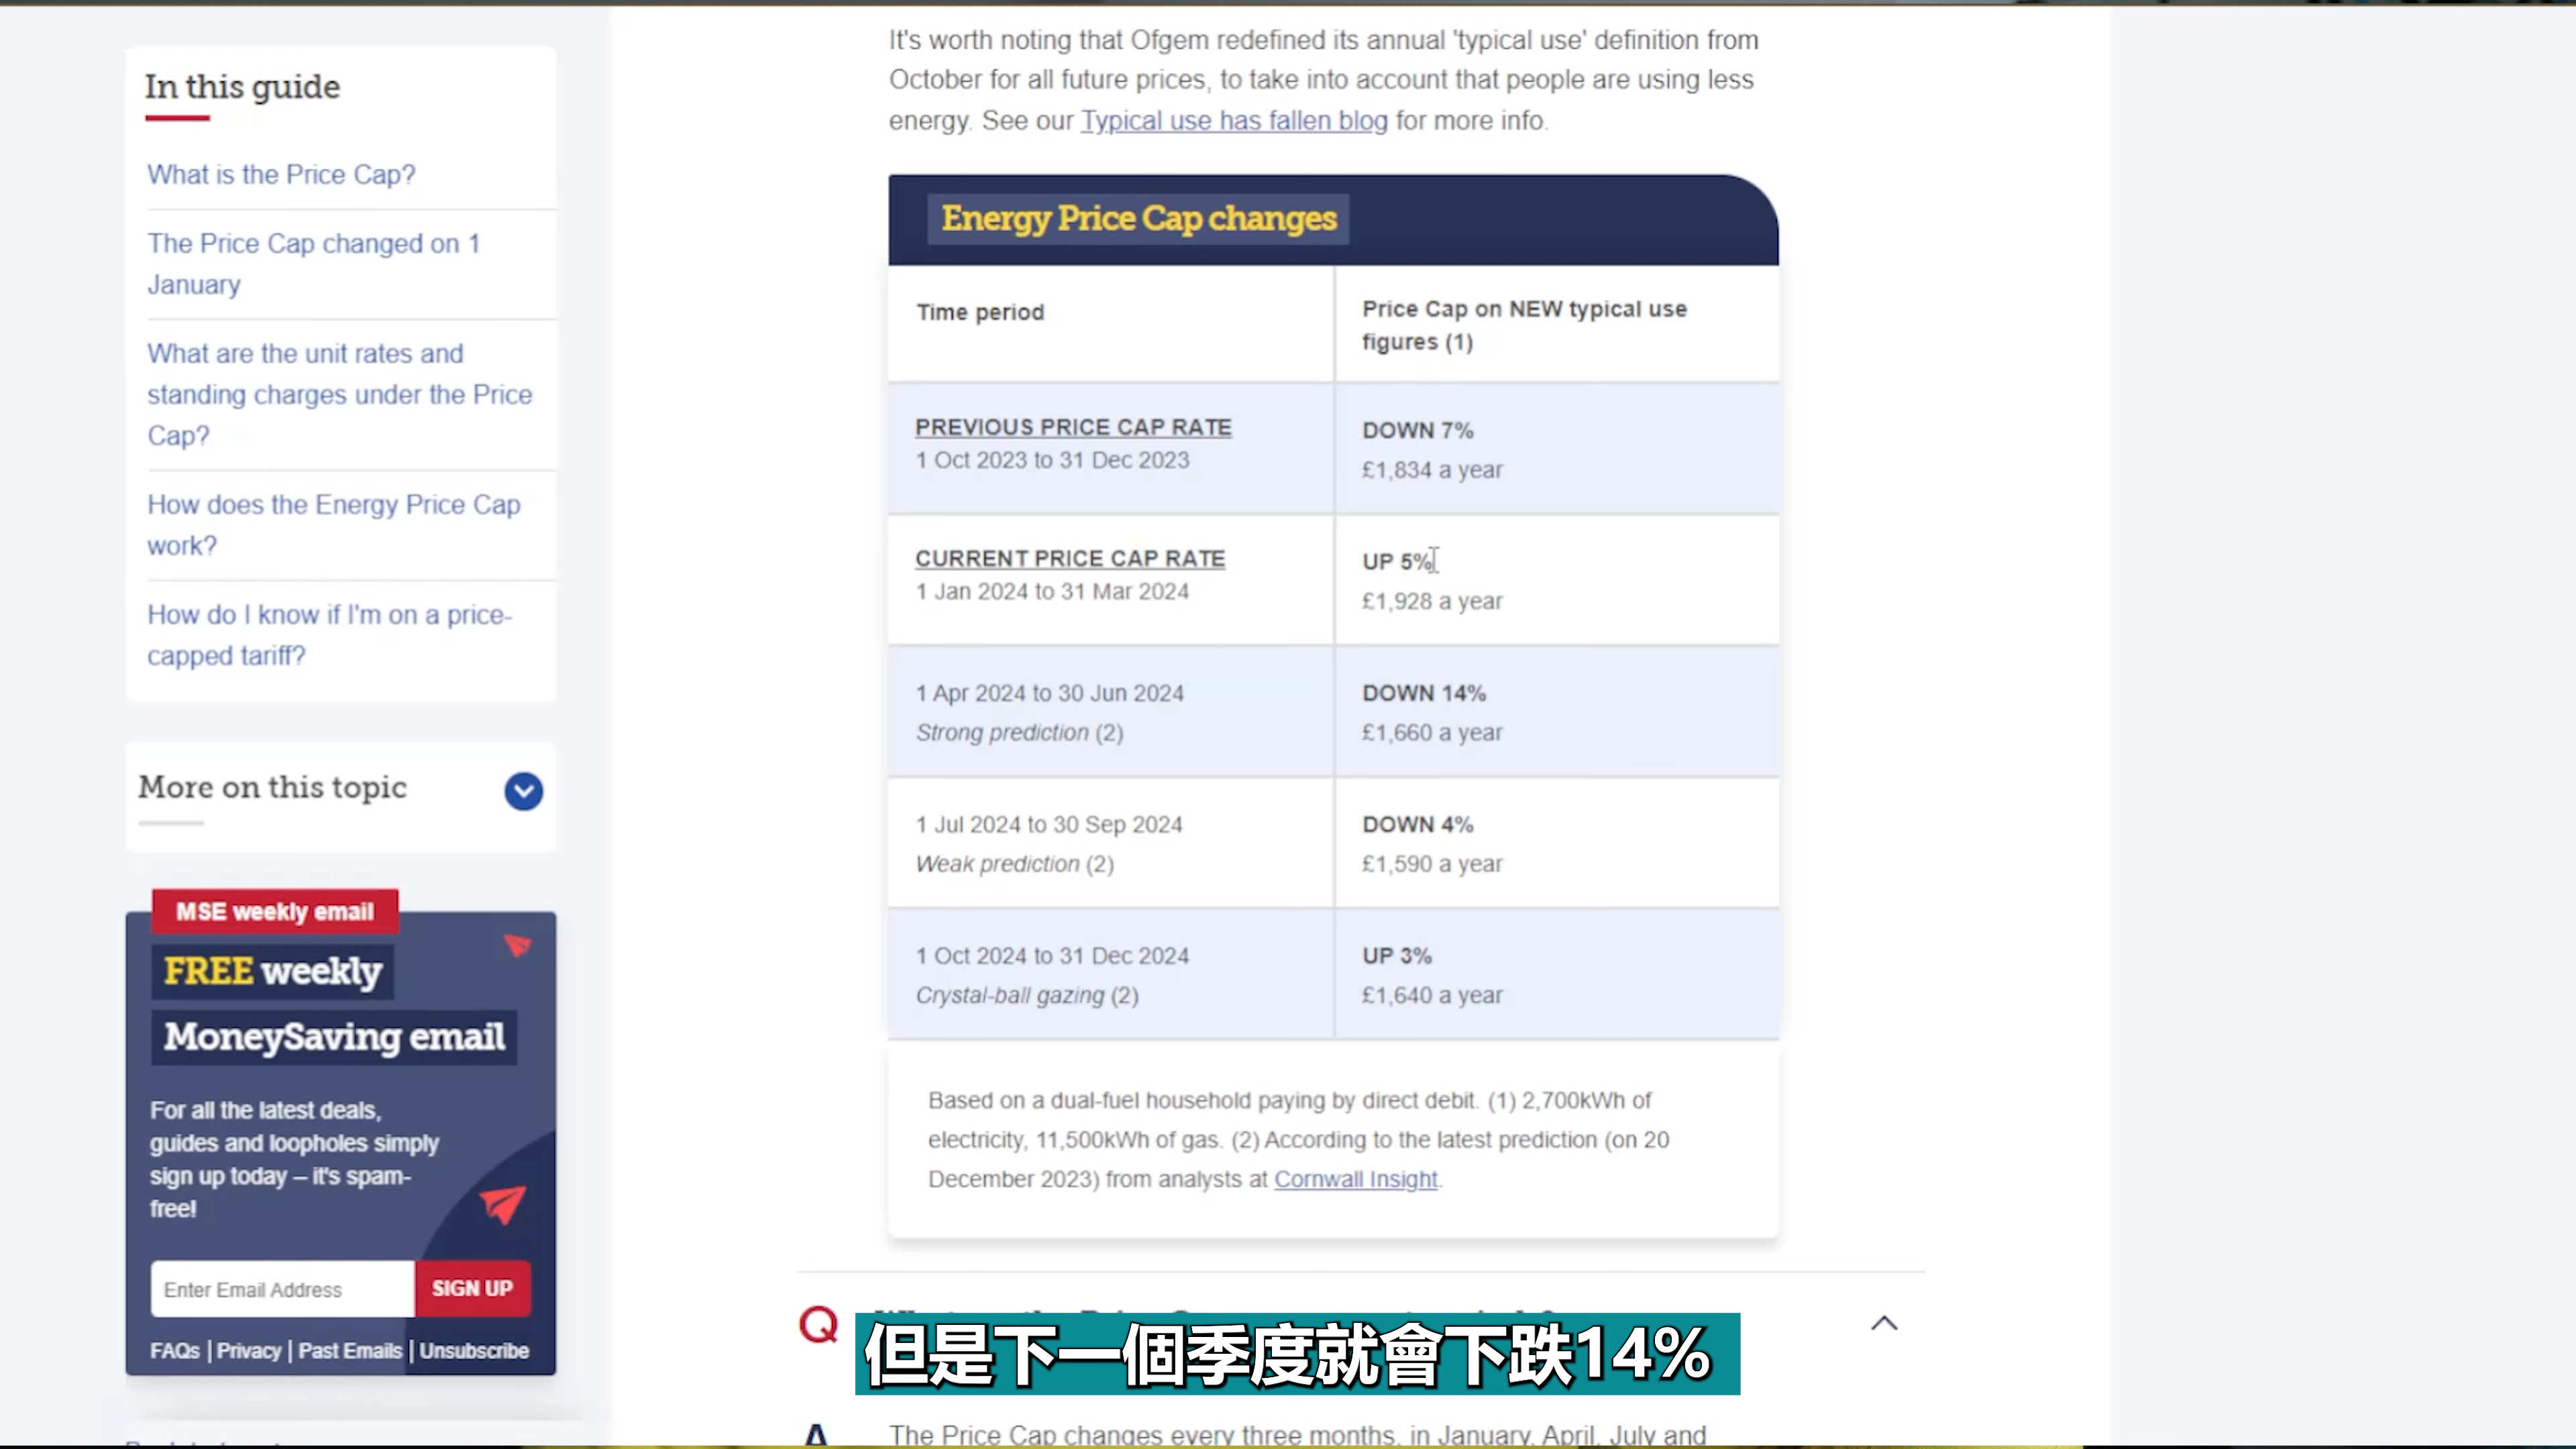 In this guide
What is the Price Cap?
The Price Cap changed on 1
January
What are the unit rates and
standing charges under the Price
Cap?
How does the Energy Price Cap
work?
How do I know if I'm on a price-
capped tariff?
More on this topic
MSE weekly email
FREE weekly
MoneySaving email
For all the latest deals,
guides and loopholes simply
sign up today – it's spam-
free!
Enter Email Address
SIGN UP
FAQs | Privacy | Past Emails | Unsubscribe
It's worth noting that Ofgem redefined its annual 'typical use' definition from
October for all future prices, to take into account that people are using less
energy. See our Typical use has fallen blog for more info.
Energy Price Cap changes
Time period
Price Cap on NEW typical use
figures (1)
PREVIOUS PRICE CAP RATE
1 Oct 2023 to 31 Dec 2023
DOWN 7%
£1,834 a year
CURRENT PRICE CAP RATE
1 Jan 2024 to 31 Mar 2024
UP 5%
£1,928 a year
1 Apr 2024 to 30 Jun 2024
Strong prediction (2)
DOWN 14%
£1,660 a year
1 Jul 2024 to 30 Sep 2024
Weak prediction (2)
DOWN 4%
£1,590 a year
1 Oct 2024 to 31 Dec 2024
Crystal-ball gazing (2)
UP 3%
£1,640 a year
Based on a dual-fuel household paying by direct debit. (1) 2,700kWh of
electricity, 11,500kWh of gas. (2) According to the latest prediction (on 20
December 2023) from analysts at Cornwall Insight.
Q
但是下一個季度就會下跌14%
A
The Price Cap changes every three months, in January, April, July and